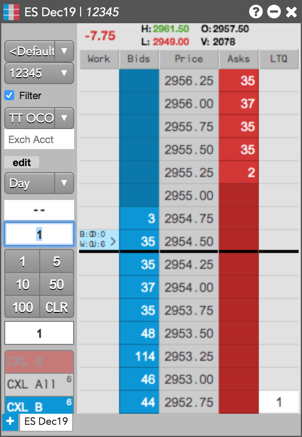 ES Dec19 | 12345
-7.75
H: 2961.50 O: 2957.50
L: 2949.00 V: 2078
<Default
12345
Filter
TT OCO
Exch Acct
edit
Day
--
1
1 5
10 50
100 CLR
1
CXL B
CXL All 6
CXL B 6
+ ES Dec19
Work Bids Price Asks LTQ
2956.25 35
2956.00 37
2955.75 35
2955.50 35
2955.25 2
2955.00
3 2954.75
B:0 0:0
W:0 U:6
35 2954.50
35 2954.25
37 2954.00
35 2953.75
48 2953.50
114 2953.25
46 2953.00
44 2952.75 1